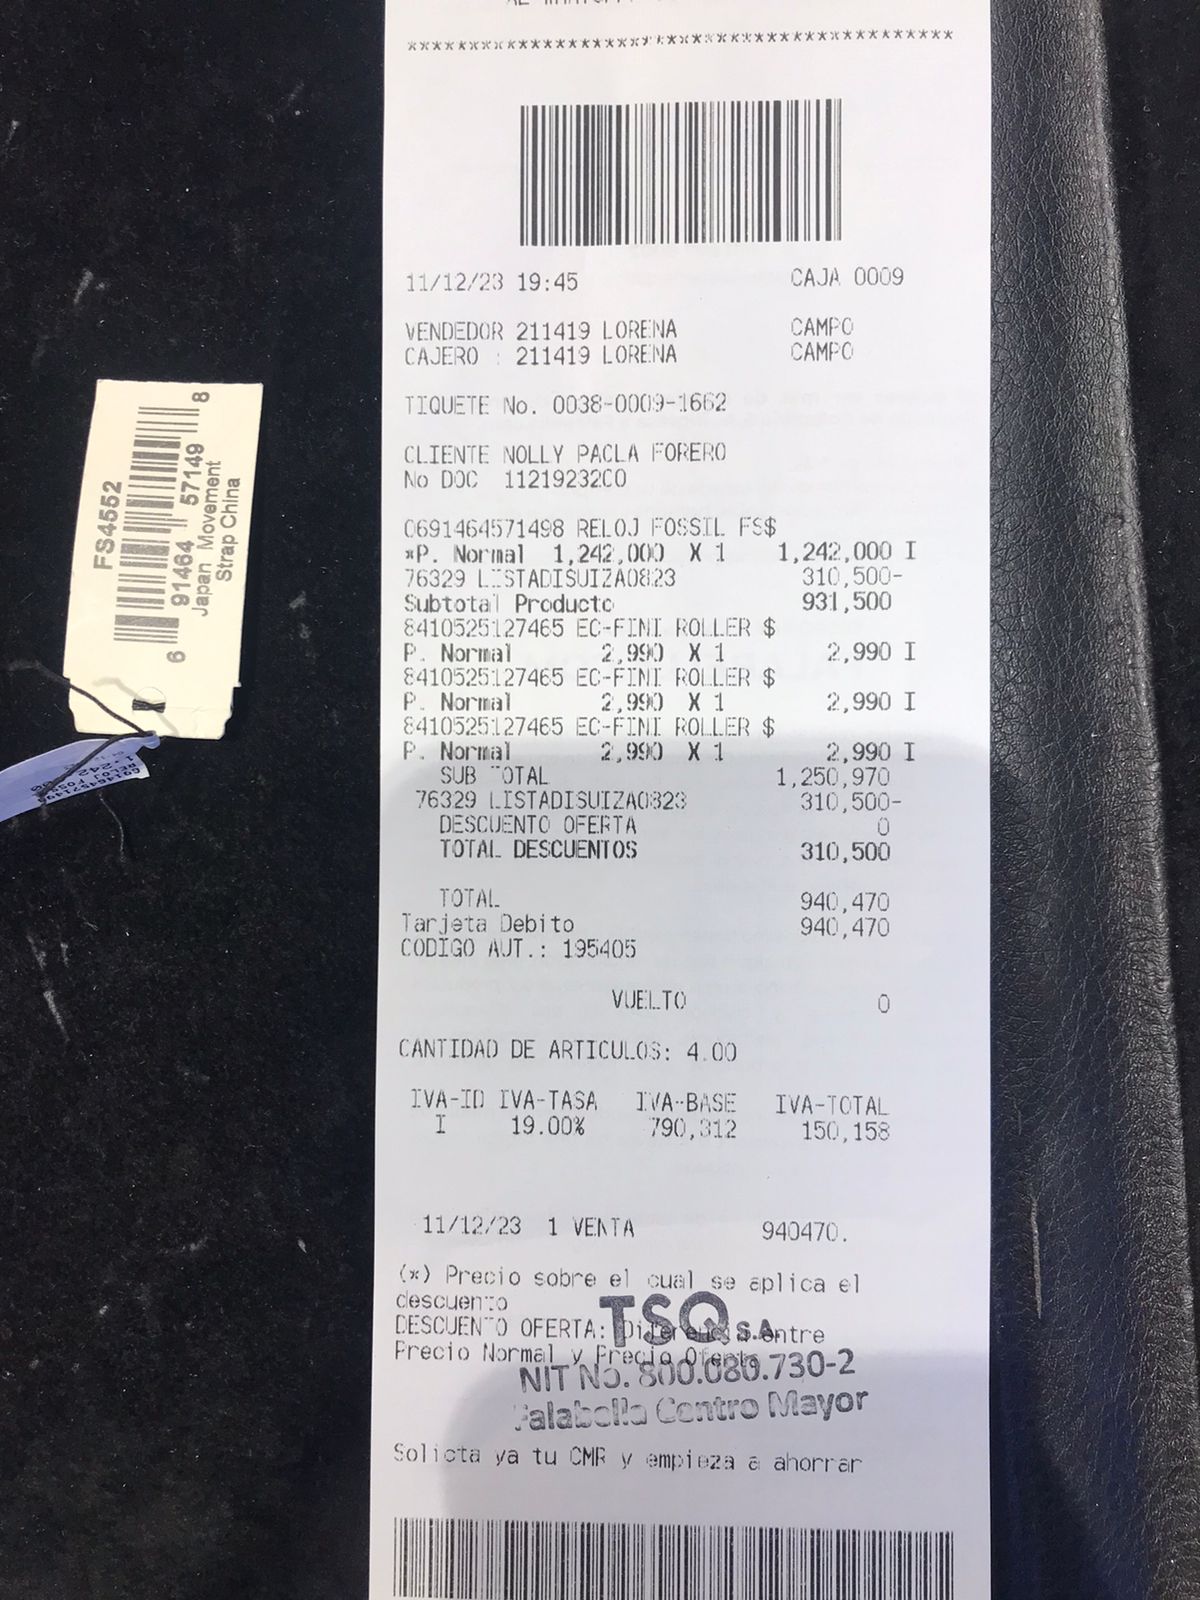 ****************************************
11/12/23 19:45 CAJA 0009
VENDEDOR 211419 LORENA CAMPO
CAJERO : 211419 LORENA CAMPO
TIQUETE No. 0038-0009-1662
CLIENTE NOLLY PAOLA FORERO
No DOC 1121923200
0691464571498 RELOJ FOSSIL FS$
*P. Normal 1,242,000 X 1 1,242,000 I
76329 LISTADISUIZA0823 310,500-
Subtotal Producto 931,500
8410525127465 EC-FINI ROLLER $
P. Normal 2,990 X 1 2,990 I
8410525127465 EC-FINI ROLLER $
P. Normal 2,990 X 1 2,990 I
8410525127465 EC-FINI ROLLER $
P. Normal 2,990 X 1 2,990 I
SUB TOTAL 1,250,970
76329 LISTADISUIZA0823 310,500-
DESCUENTO OFERTA 0
TOTAL DESCUENTOS 310,500
TOTAL 940,470
Tarjeta Debito 940,470
CODIGO AUT.: 195405
VUELTO 0
CANTIDAD DE ARTICULOS: 4.00
IVA-ID IVA-TASA IVA-BASE IVA-TOTAL
I 19.00% 790,312 150,158
11/12/23 1 VENTA 940470.
(*) Precio sobre el cual se aplica el
descuento
DESCUENTO OFERTA: Diferencia entre
Precio Normal y Precio Oferta
TSQ S.A.
NIT No. 800.080.730-2
Falabella Centro Mayor
Solicta ya tu CMR y empieza a ahorrar
FS4552
6 91464 57149 8
Japan Movement
Strap China